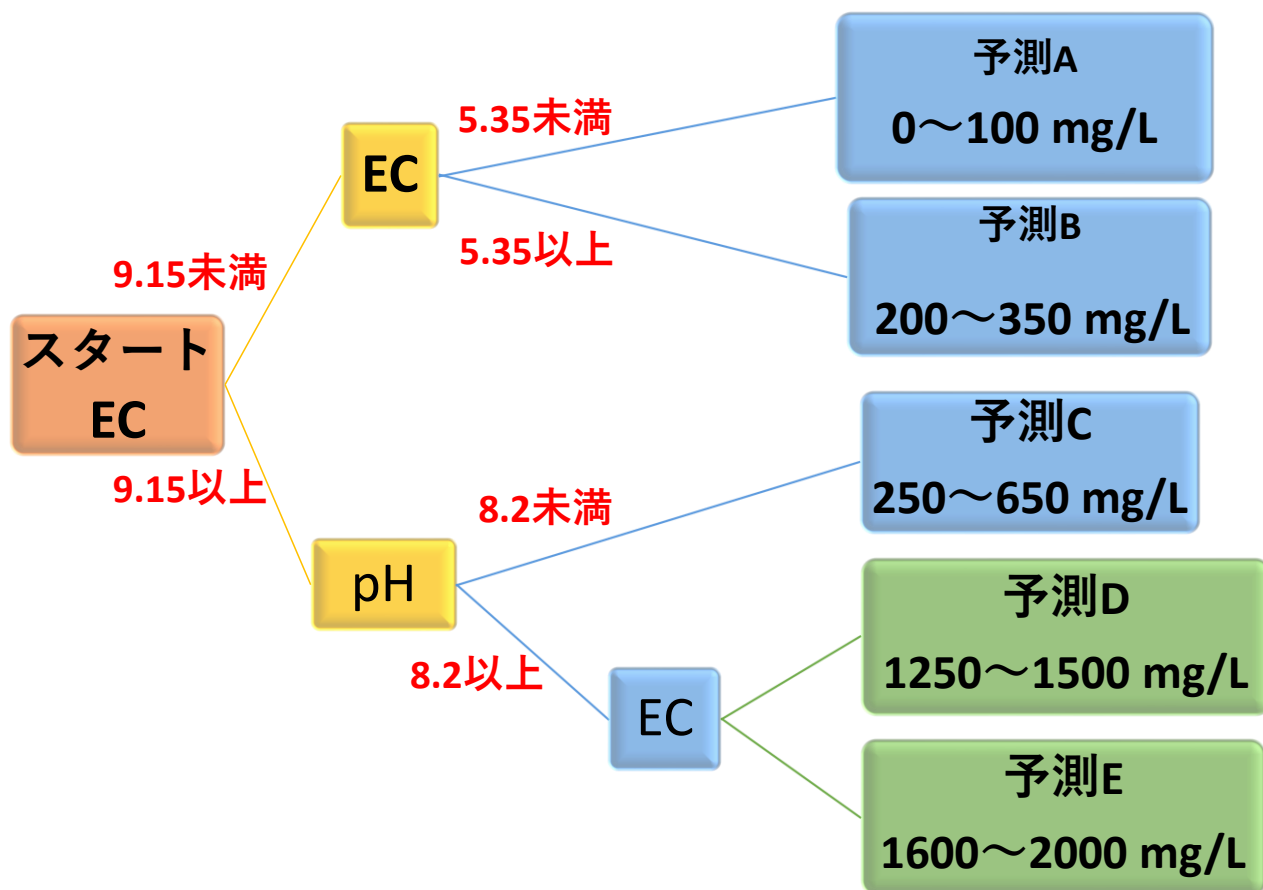 予測A
0～100 mg/L
5.35未満
EC
5.35以上
予測B
200～350 mg/L
9.15未満
スタート
EC
9.15以上
予測C
250～650 mg/L
8.2未満
pH
8.2以上
予測D
1250～1500 mg/L
EC
予測E
1600～2000 mg/L